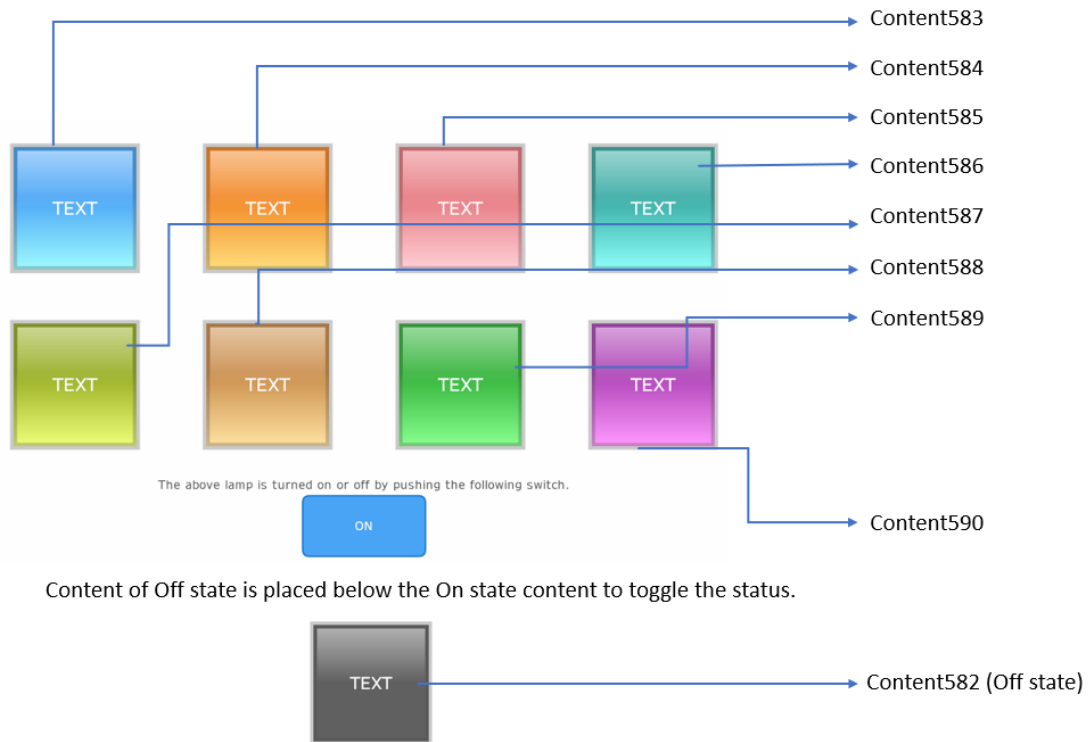 Content583
Content584
Content585
Content586
TEXT
TEXT
TEXT
TEXT
Content587
Content588
Content589
TEXT
TEXT
TEXT
TEXT
The above lamp is turned on or off by pushing the following switch.
ON
Content590
Content of Off state is placed below the On state content to toggle the status.
TEXT
Content582 (Off state)